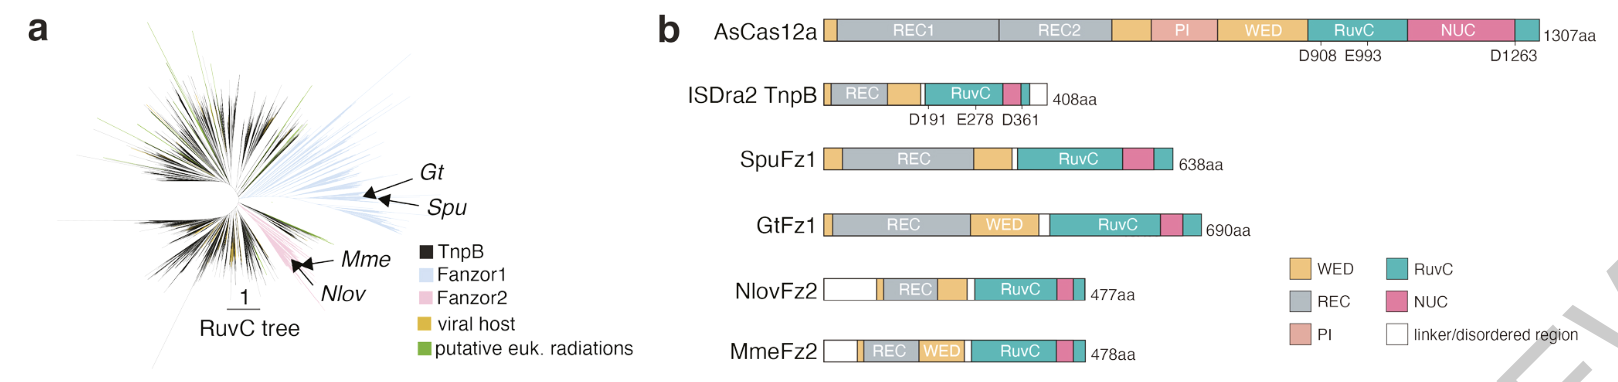 a
Gt
Spu
Mme
Nlov
1
RuvC tree
TnpB
Fanzor1
Fanzor2
viral host
putative euk. radiations
b
AsCas12a REC1 REC2 PI WED RuvC NUC 1307aa
D908 E993 D1263
ISDra2 TnpB REC RuvC 408aa
D191 E278 D361
SpuFz1 REC RuvC 638aa
GtFz1 REC WED RuvC 690aa
NlovFz2 REC RuvC 477aa
MmeFz2 REC WED RuvC 478aa
WED RuvC
REC NUC
PI linker/disordered region